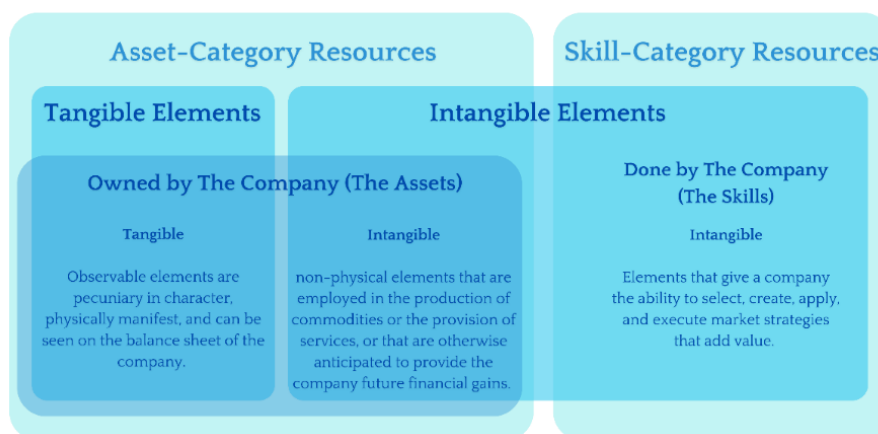 Asset-Category Resources
Skill-Category Resources
Tangible Elements
Intangible Elements
Owned by The Company (The Assets)
Done by The Company
(The Skills)
Tangible
Intangible
Intangible
Observable elements are
pecuniary in character,
physically manifest, and can be
seen on the balance sheet of the
company.
non-physical elements that are
employed in the production of
commodities or the provision of
services, or that are otherwise
anticipated to provide the
company future financial gains.
Elements that give a company
the ability to select, create, apply,
and execute market strategies
that add value.